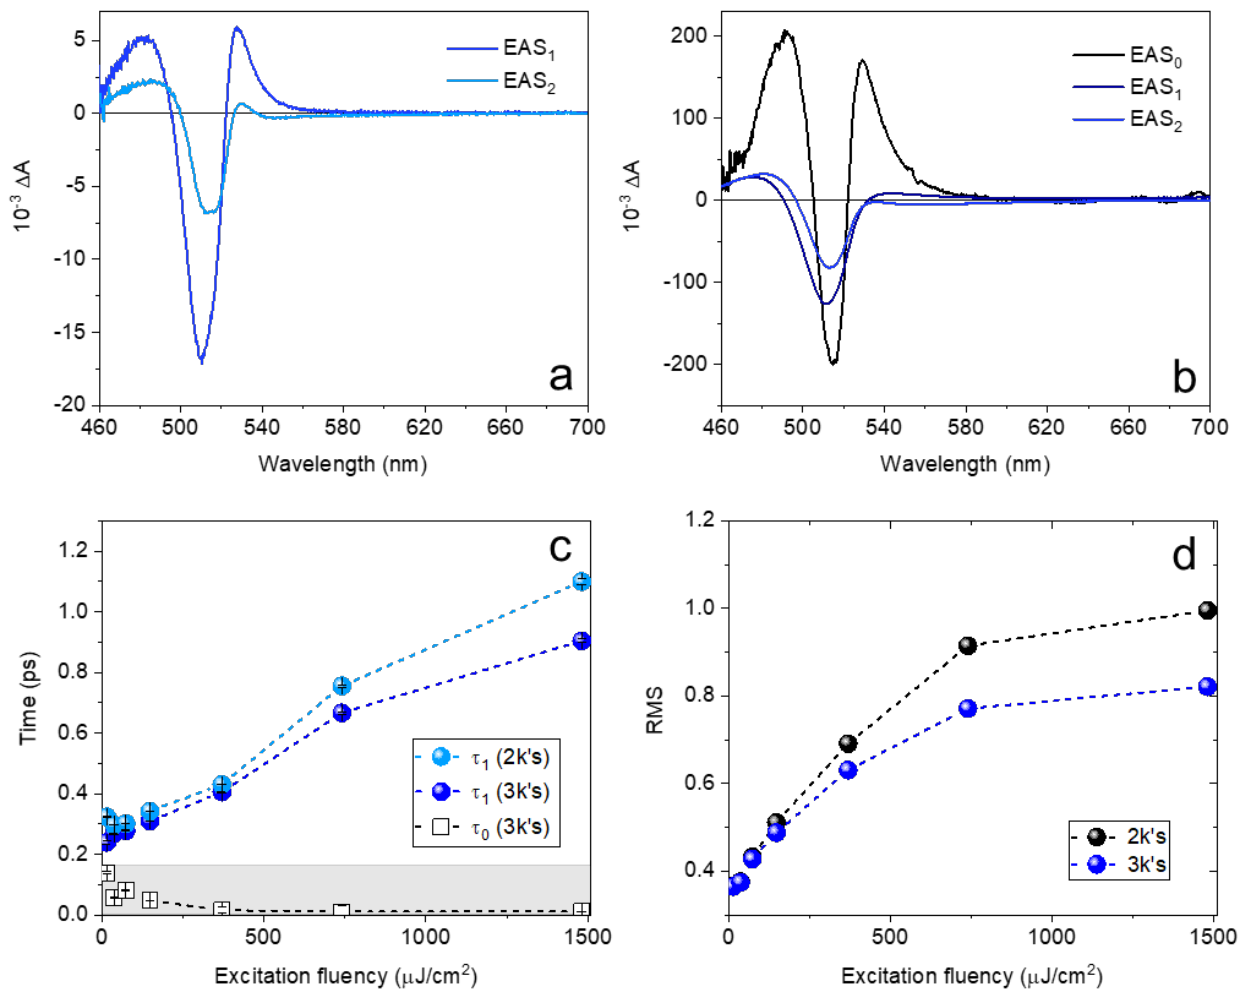 5
0
-5
-10
-15
-20
10⁻³ ΔA
EAS₁
EAS₂
a
460 500 540 580 620 660 700
Wavelength (nm)
200
100
0
-100
-200
10⁻³ ΔA
EAS₀
EAS₁
EAS₂
b
460 500 540 580 620 660 700
Wavelength (nm)
1.2
1.0
0.8
0.6
0.4
0.2
0.0
Time (ps)
c
τ₁ (2k's)
τ₁ (3k's)
τ₀ (3k's)
0 500 1000 1500
Excitation fluency (μJ/cm²)
1.2
1.0
0.8
0.6
0.4
RMS
d
2k's
3k's
0 500 1000 1500
Excitation fluency (μJ/cm²)